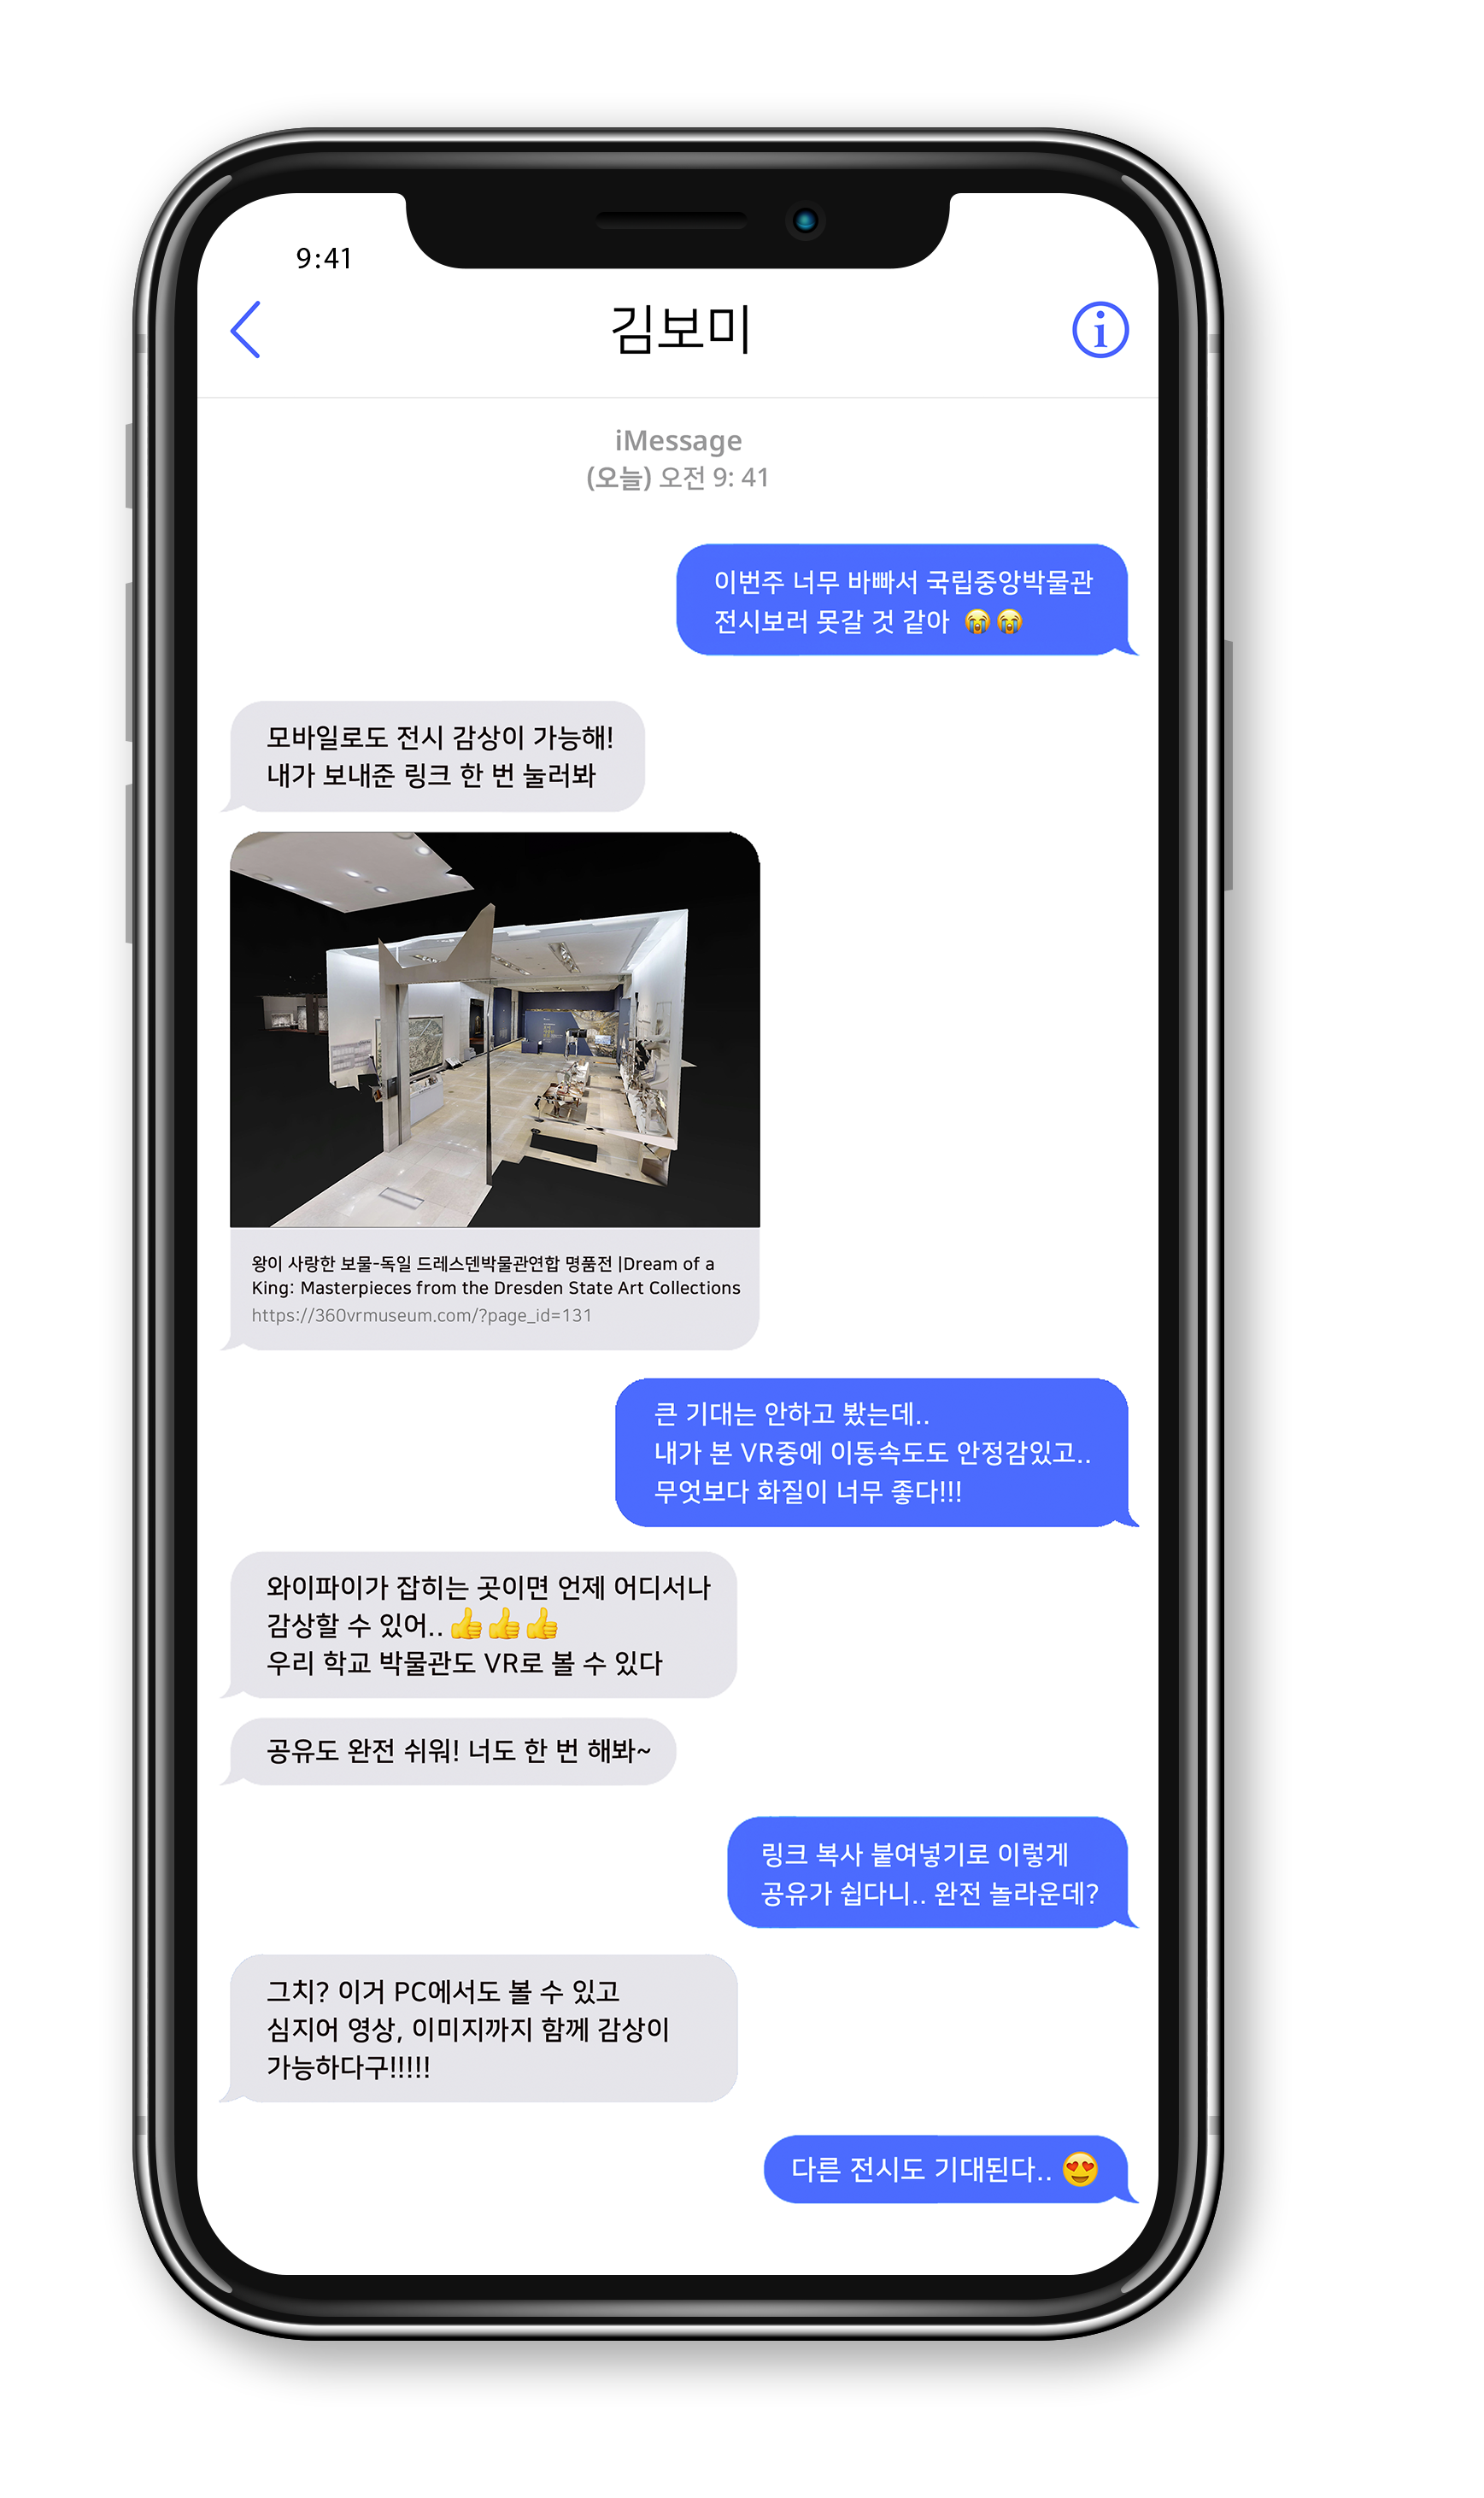 9:41
김보미
iMessage
(오늘) 오전 9: 41
이번주 너무 바빠서 국립중앙박물관
전시보러 못갈 것 같아 😭😭
모바일로도 전시 감상이 가능해!
내가 보내준 링크 한 번 눌러봐
왕이 사랑한 보물-독일 드레스덴박물관연합 명품전 |Dream of a
King: Masterpieces from the Dresden State Art Collections
https://360vrmuseum.com/?page_id=131
큰 기대는 안하고 봤는데..
내가 본 VR중에 이동속도도 안정감있고..
무엇보다 화질이 너무 좋다!!!
와이파이가 잡히는 곳이면 언제 어디서나
감상할 수 있어.. 👍👍👍
우리 학교 박물관도 VR로 볼 수 있다
공유도 완전 쉬워! 너도 한 번 해봐~
링크 복사 붙여넣기로 이렇게
공유가 쉽다니.. 완전 놀라운데?
그치? 이거 PC에서도 볼 수 있고
심지어 영상, 이미지까지 함께 감상이
가능하다구!!!!!
다른 전시도 기대된다.. 😍